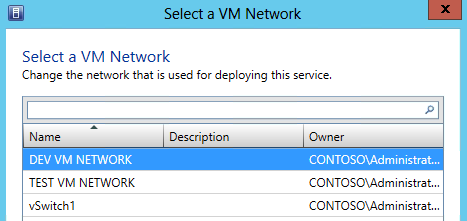 Select a VM Network
x
Select a VM Network
Change the network that is used for deploying this service.
Name Description Owner
DEV VM NETWORK CONTOSO\Administrat...
TEST VM NETWORK CONTOSO\Administrat...
vSwitch1 CONTOSO\Administrat...